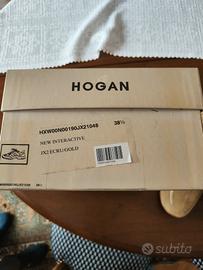 HOGAN
HXW00N00190JX21048 38½
NEW INTERACTIVE
JX2 ECRU/GOLD
subito